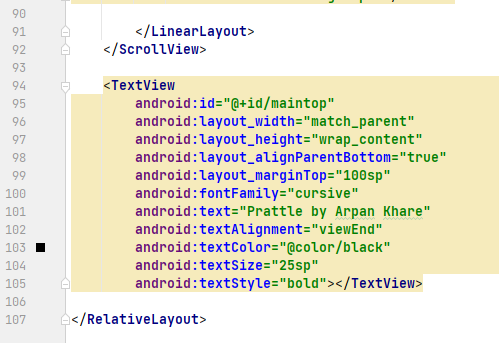 90
91 </LinearLayout>
92 </ScrollView>
93
94 <TextView
95 android:id="@+id/maintop"
96 android:layout_width="match_parent"
97 android:layout_height="wrap_content"
98 android:layout_alignParentBottom="true"
99 android:layout_marginTop="100sp"
100 android:fontFamily="cursive"
101 android:text="Prattle by Arpan Khare"
102 android:textAlignment="viewEnd"
103 android:textColor="@color/black"
104 android:textSize="25sp"
105 android:textStyle="bold"></TextView>
106
107 </RelativeLayout>